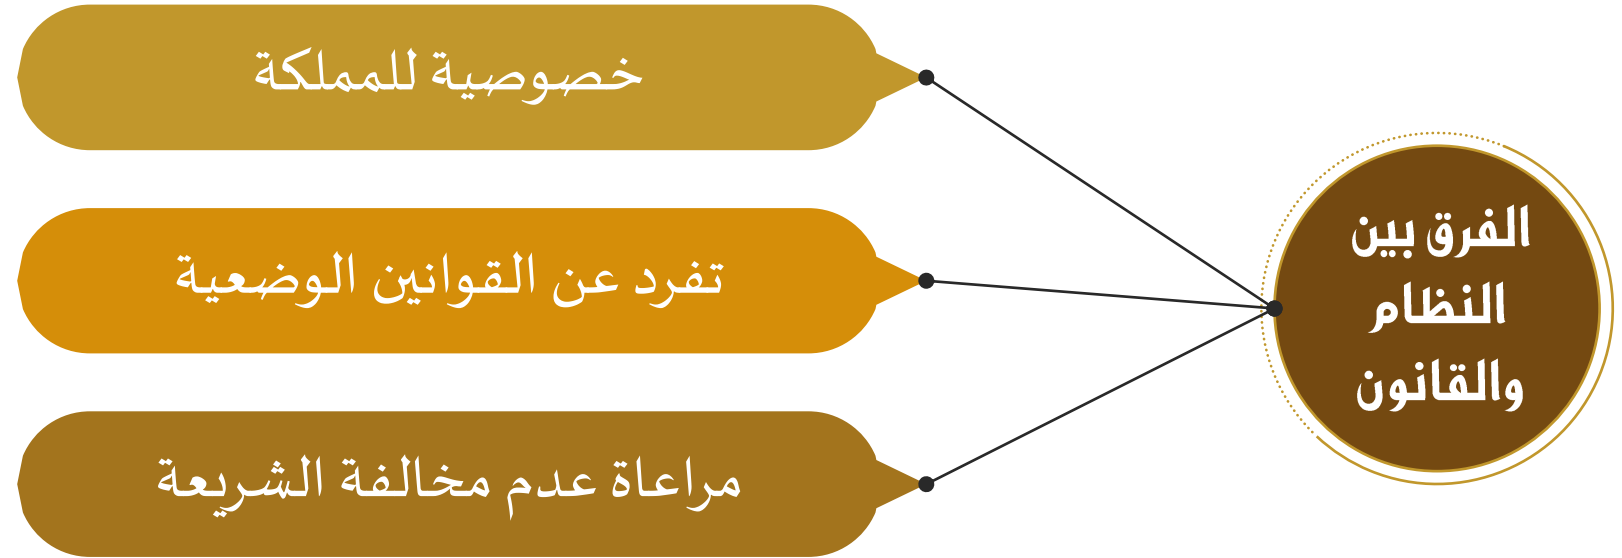 الفرق بين
النظام
والقانون
خصوصية للمملكة
تفرد عن القوانين الوضعية
مراعاة عدم مخالفة الشريعة